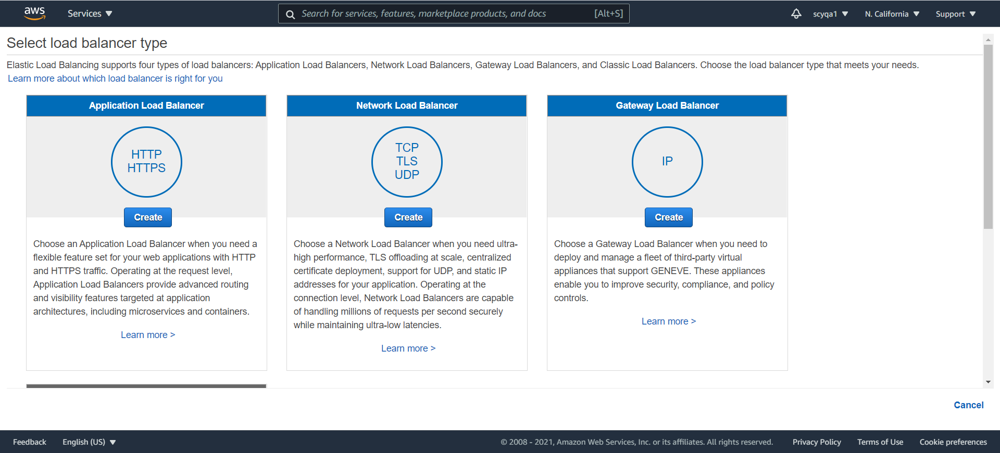 aws
Services
Search for services, features, marketplace products, and docs
[Alt+S]
scyqa1
N. California
Support
Select load balancer type
Elastic Load Balancing supports four types of load balancers: Application Load Balancers, Network Load Balancers, Gateway Load Balancers, and Classic Load Balancers. Choose the load balancer type that meets your needs.
Learn more about which load balancer is right for you
Application Load Balancer
HTTP
HTTPS
Create
Choose an Application Load Balancer when you need a
flexible feature set for your web applications with HTTP
and HTTPS traffic. Operating at the request level,
Application Load Balancers provide advanced routing
and visibility features targeted at application
architectures, including microservices and containers.
Learn more >
Network Load Balancer
TCP
TLS
UDP
Create
Choose a Network Load Balancer when you need ultra-
high performance, TLS offloading at scale, centralized
certificate deployment, support for UDP, and static IP
addresses for your application. Operating at the
connection level, Network Load Balancers are capable
of handling millions of requests per second securely
while maintaining ultra-low latencies.
Learn more >
Gateway Load Balancer
IP
Create
Choose a Gateway Load Balancer when you need to
deploy and manage a fleet of third-party virtual
appliances that support GENEVE. These appliances
enable you to improve security, compliance, and policy
controls.
Learn more >
Cancel
Feedback
English (US)
© 2008 - 2021, Amazon Web Services, Inc. or its affiliates. All rights reserved.
Privacy Policy
Terms of Use
Cookie preferences